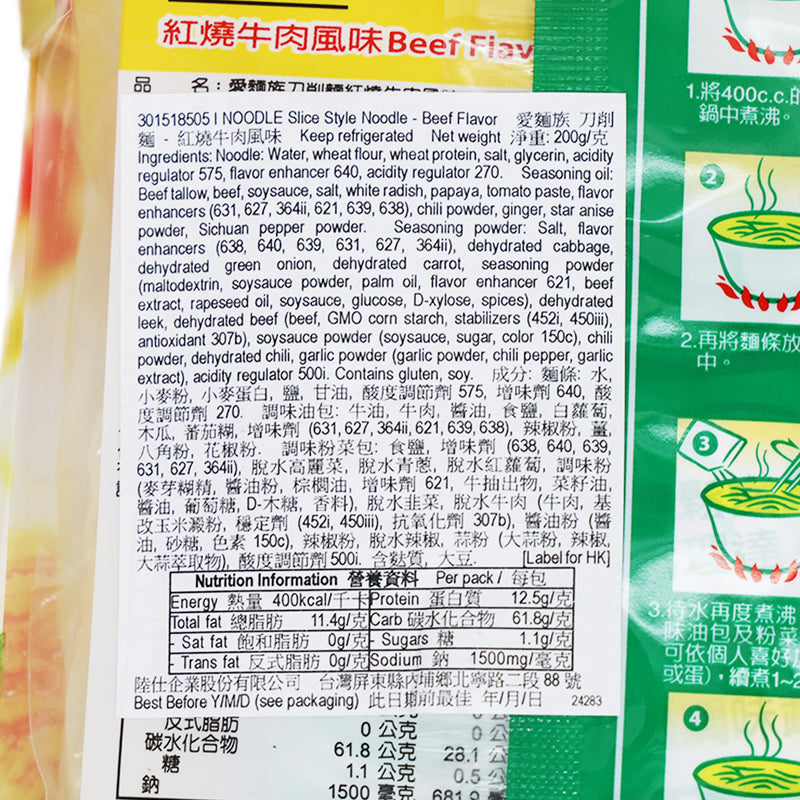 紅燒牛肉風味 Beef Flav
品 名：愛麵族刀削麵紅燒牛肉風味
301518505 I NOODLE Slice Style Noodle - Beef Flavor 愛麵族 刀削
麵 - 紅燒牛肉風味 Keep refrigerated Net weight 淨重: 200g/克
Ingredients: Noodle: Water, wheat flour, wheat protein, salt, glycerin, acidity
regulator 575, flavor enhancer 640, acidity regulator 270. Seasoning oil:
Beef tallow, beef, soysauce, salt, white radish, papaya, tomato paste, flavor
enhancers (631, 627, 364ii, 621, 639, 638), chili powder, ginger, star anise
powder, Sichuan pepper powder. Seasoning powder: Salt, flavor
enhancers (638, 640, 639, 631, 627, 364ii), dehydrated cabbage,
dehydrated green onion, dehydrated carrot, seasoning powder
(maltodextrin, soysauce powder, palm oil, flavor enhancer 621, beef
extract, rapeseed oil, soysauce, glucose, D-xylose, spices), dehydrated
leek, dehydrated beef (beef, GMO corn starch, stabilizers (452i, 450iii),
antioxidant 307b), soysauce powder (soysauce, sugar, color 150c), chili
powder, dehydrated chili, garlic powder (garlic powder, chili pepper, garlic
extract), acidity regulator 500i. Contains gluten, soy. 成分: 麵條: 水,
小麥粉, 小麥蛋白, 鹽, 甘油, 酸度調節劑 575, 增味劑 640, 酸
度調節劑 270. 調味油包: 牛油, 牛肉, 醬油, 食鹽, 白蘿蔔,
木瓜, 蕃茄糊, 增味劑 (631, 627, 364ii, 621, 639, 638), 辣椒粉, 薑,
八角粉, 花椒粉. 調味粉菜包: 食鹽, 增味劑 (638, 640, 639,
631, 627, 364ii), 脫水高麗菜, 脫水青蔥, 脫水紅蘿蔔, 調味粉
(麥芽糊精, 醬油粉, 棕櫚油, 增味劑 621, 牛抽出物, 菜籽油,
醬油, 葡萄糖, D-木糖, 香料), 脫水韭菜, 脫水牛肉 (牛肉, 基
改玉米澱粉, 穩定劑 (452i, 450iii), 抗氧化劑 307b), 醬油粉 (醬
油, 砂糖, 色素 150c), 辣椒粉, 脫水辣椒, 蒜粉 (大蒜粉, 辣椒,
大蒜萃取物), 酸度調節劑 500i. 含麩質, 大豆. [Label for HK]
Nutrition Information 營養資料 Per pack / 每包
Energy 熱量 400kcal/千卡 Protein 蛋白質 12.5g/克
Total fat 總脂肪 11.4g/克 Carb 碳水化合物 61.8g/克
- Sat fat 飽和脂肪 0g/克 - Sugars 糖 1.1g/克
- Trans fat 反式脂肪 0g/克 Sodium 鈉 1500mg/毫克
陸仕企業股份有限公司 台灣屏東縣內埔鄉北寧路二段 88 號
Best Before Y/M/D (see packaging) 此日期前最佳 年/月/日 24283
反式脂肪 0 公克 0 公
碳水化合物 61.8 公克 28.1 公
糖 1.1 公克 0.5 公
鈉 1500 毫克 681.9 毫
1.將400c.c.的
鍋中煮沸。
2
2.再將麵條放
中。
3
3.待水再度煮沸
味油包及粉菜
可依個人喜好
或蛋)，續煮1~2
4